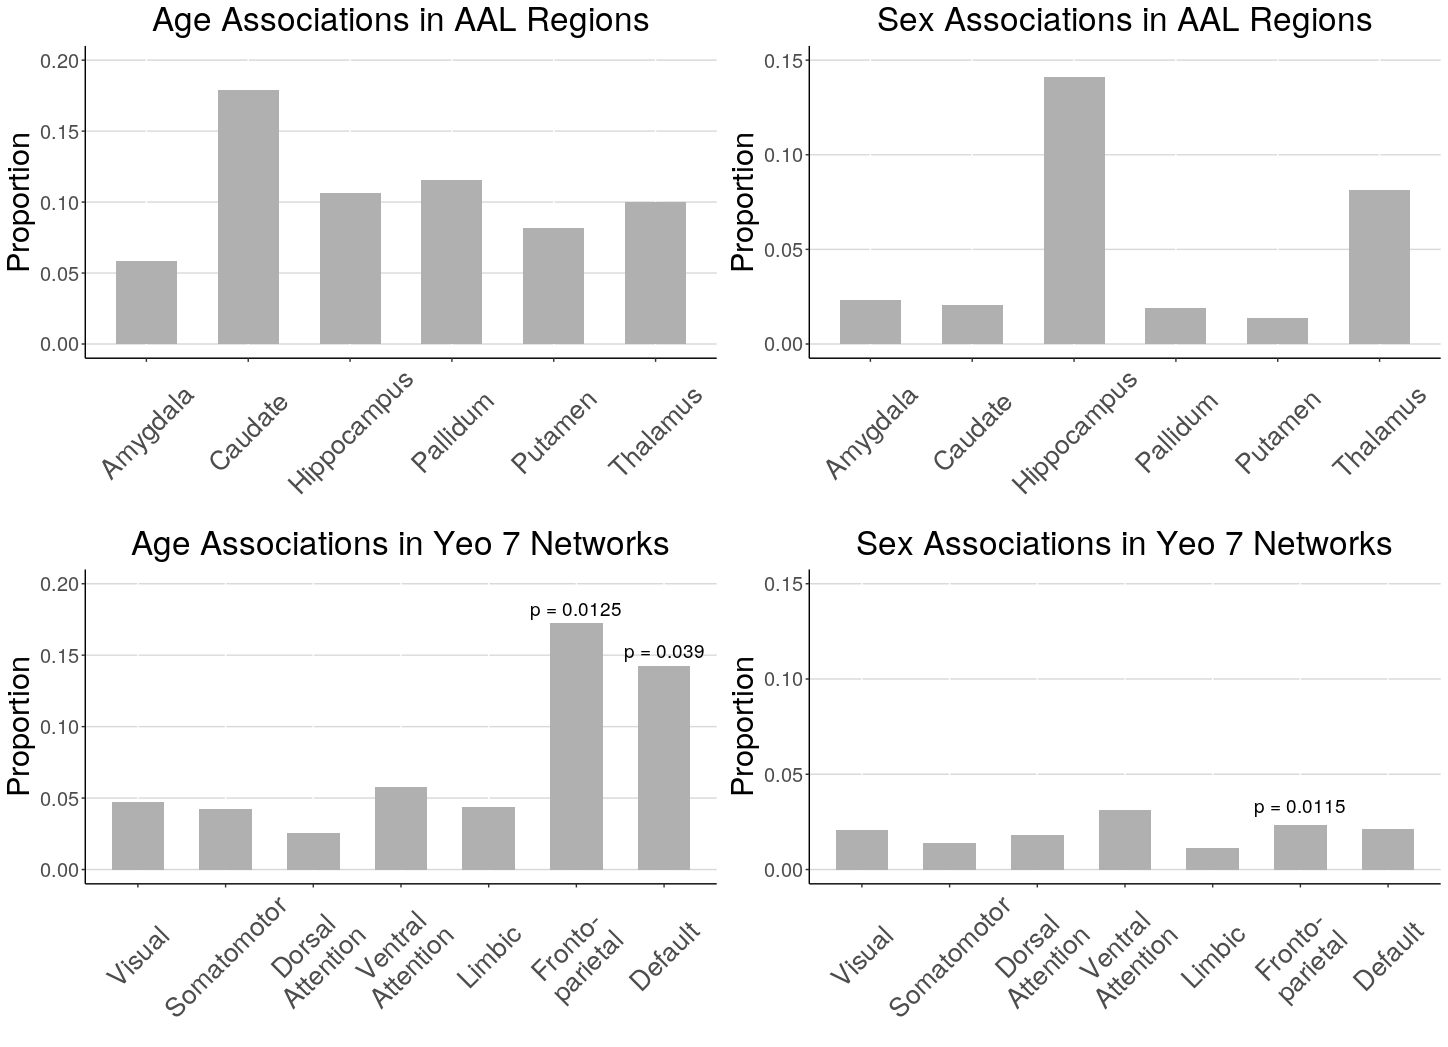 Age Associations in AAL Regions
Proportion
0.20
0.15
0.10
0.05
0.00
Amygdala
Caudate
Hippocampus
Pallidum
Putamen
Thalamus
Sex Associations in AAL Regions
Proportion
0.15
0.10
0.05
0.00
Amygdala
Caudate
Hippocampus
Pallidum
Putamen
Thalamus
Age Associations in Yeo 7 Networks
Proportion
0.20
0.15
0.10
0.05
0.00
p = 0.0125
p = 0.039
Visual
Somatomotor
Dorsal
Attention
Ventral
Attention
Limbic
Fronto-
parietal
Default
Sex Associations in Yeo 7 Networks
Proportion
0.15
0.10
0.05
0.00
p = 0.0115
Visual
Somatomotor
Dorsal
Attention
Ventral
Attention
Limbic
Fronto-
parietal
Default